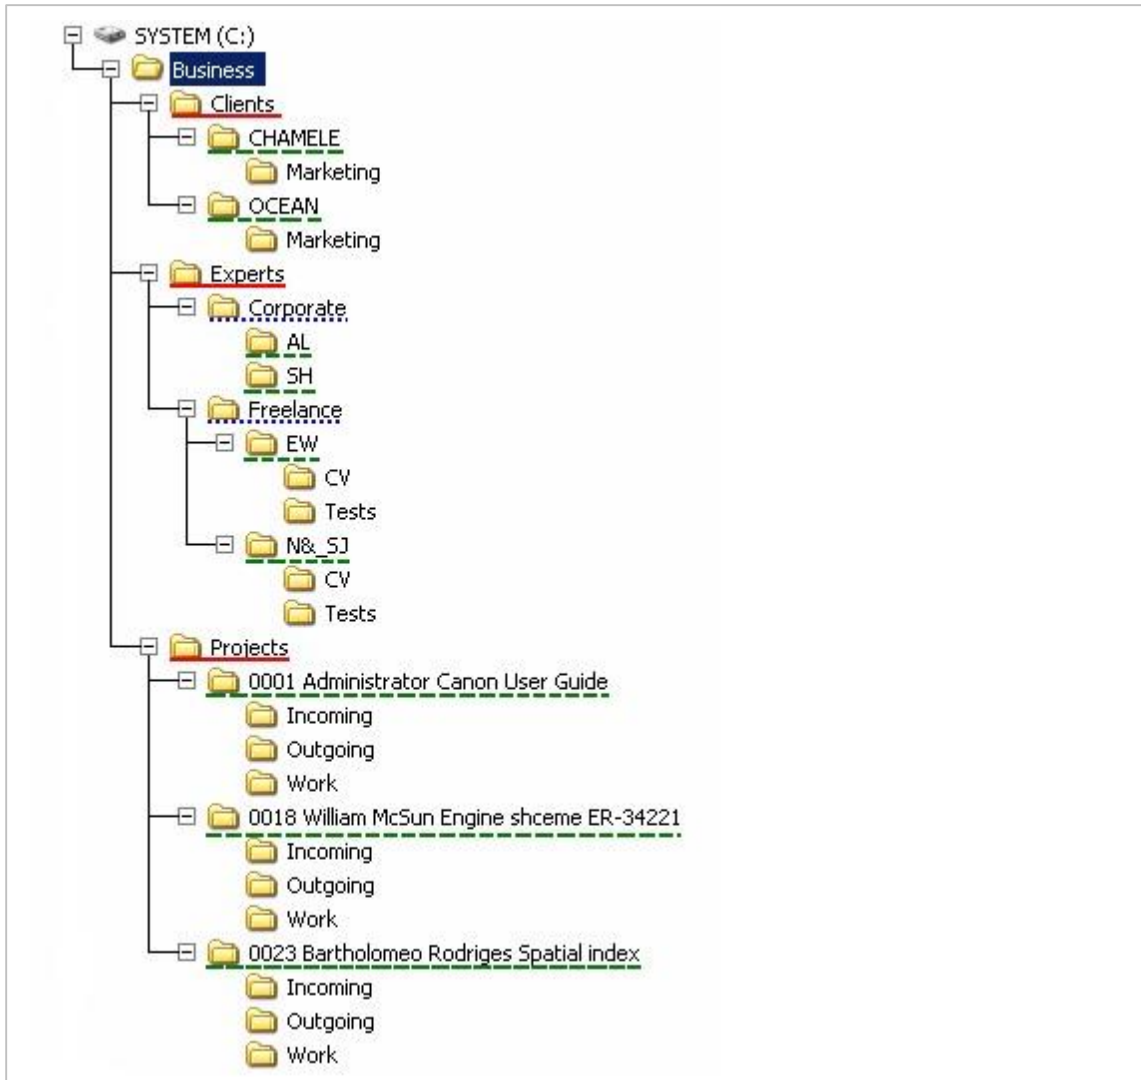 SYSTEM (C:)
Business
Clients
CHAMELE
Marketing
OCEAN
Marketing
Experts
Corporate
AL
SH
Freelance
EW
CV
Tests
N&_SJ
CV
Tests
Projects
0001 Administrator Canon User Guide
Incoming
Outgoing
Work
0018 William McSun Engine shceme ER-34221
Incoming
Outgoing
Work
0023 Bartholomeo Rodriges Spatial index
Incoming
Outgoing
Work